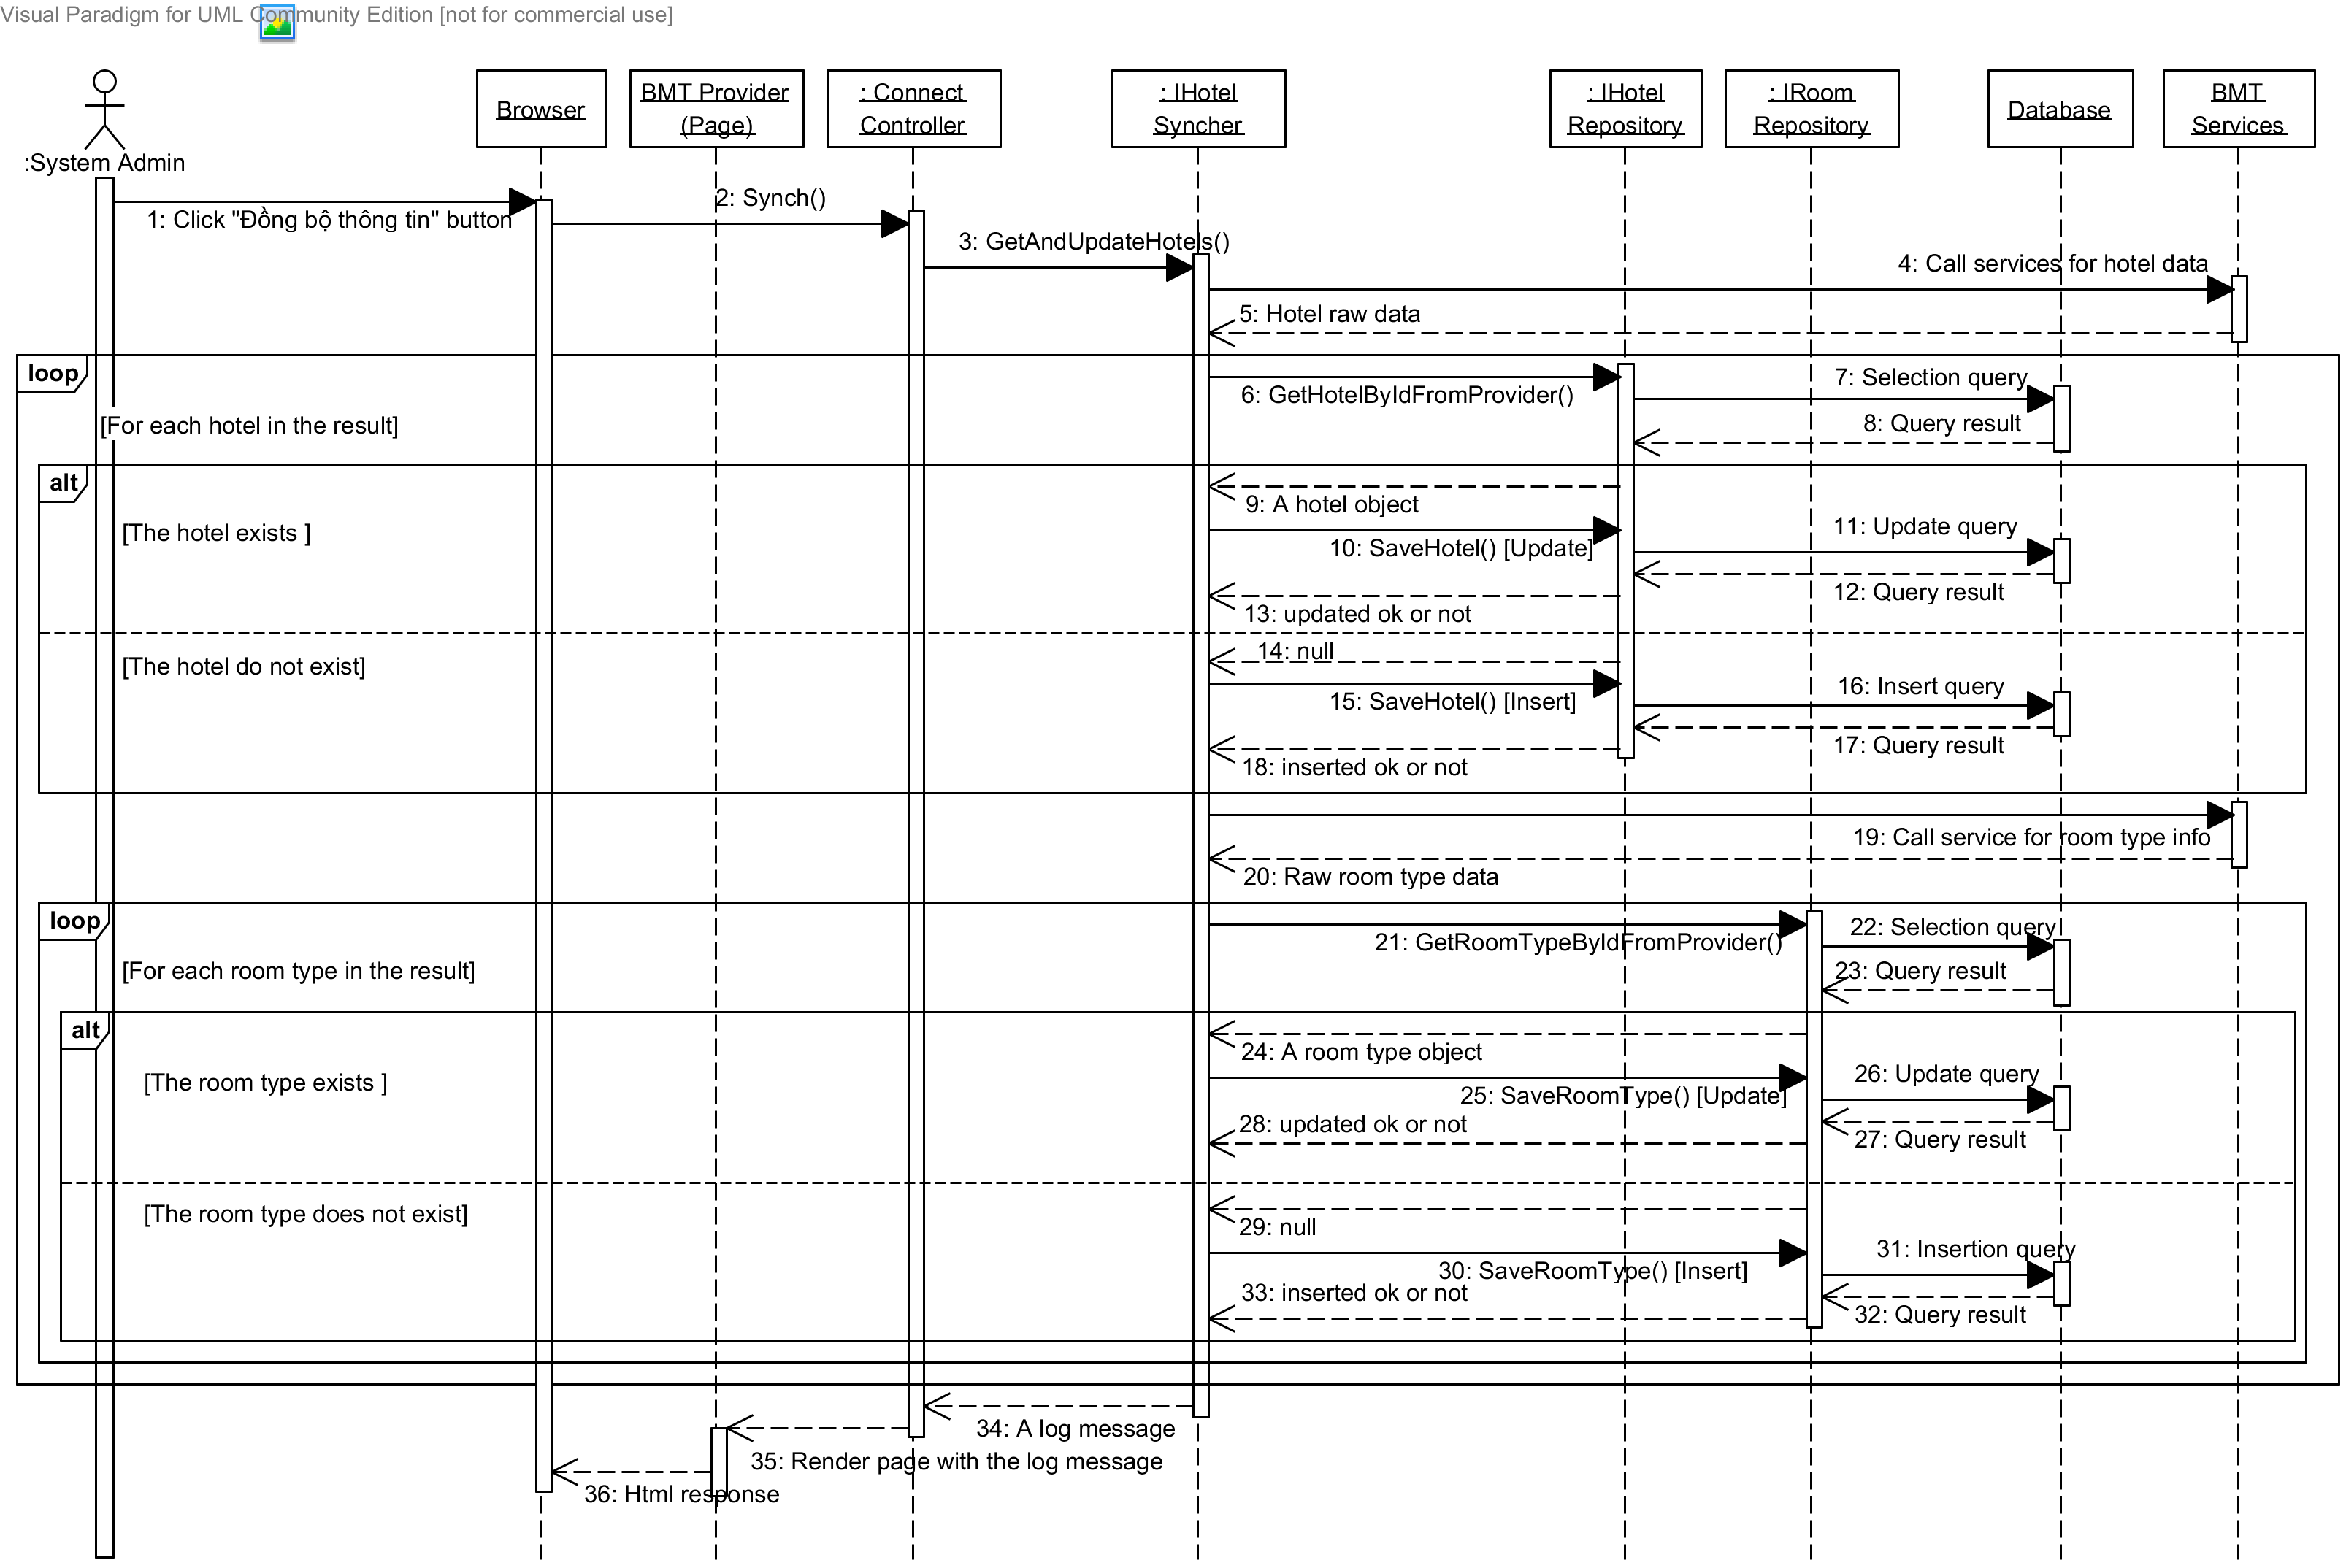 Visual Paradigm for UML Community Edition [not for commercial use]
:System Admin
Browser
BMT Provider
(Page)
: Connect
Controller
: IHotel
Syncher
: IHotel
Repository
: IRoom
Repository
Database
BMT
Services
1: Click "Đồng bộ thông tin" button
2: Synch()
3: GetAndUpdateHotels()
4: Call services for hotel data
5: Hotel raw data
loop
[For each hotel in the result]
6: GetHotelByIdFromProvider()
7: Selection query
8: Query result
alt
[The hotel exists ]
9: A hotel object
10: SaveHotel() [Update]
11: Update query
12: Query result
13: updated ok or not
[The hotel do not exist]
14: null
15: SaveHotel() [Insert]
16: Insert query
17: Query result
18: inserted ok or not
19: Call service for room type info
20: Raw room type data
loop
[For each room type in the result]
21: GetRoomTypeByIdFromProvider()
22: Selection query
23: Query result
alt
[The room type exists ]
24: A room type object
25: SaveRoomType() [Update]
26: Update query
27: Query result
28: updated ok or not
[The room type does not exist]
29: null
30: SaveRoomType() [Insert]
31: Insertion query
32: Query result
33: inserted ok or not
34: A log message
35: Render page with the log message
36: Html response